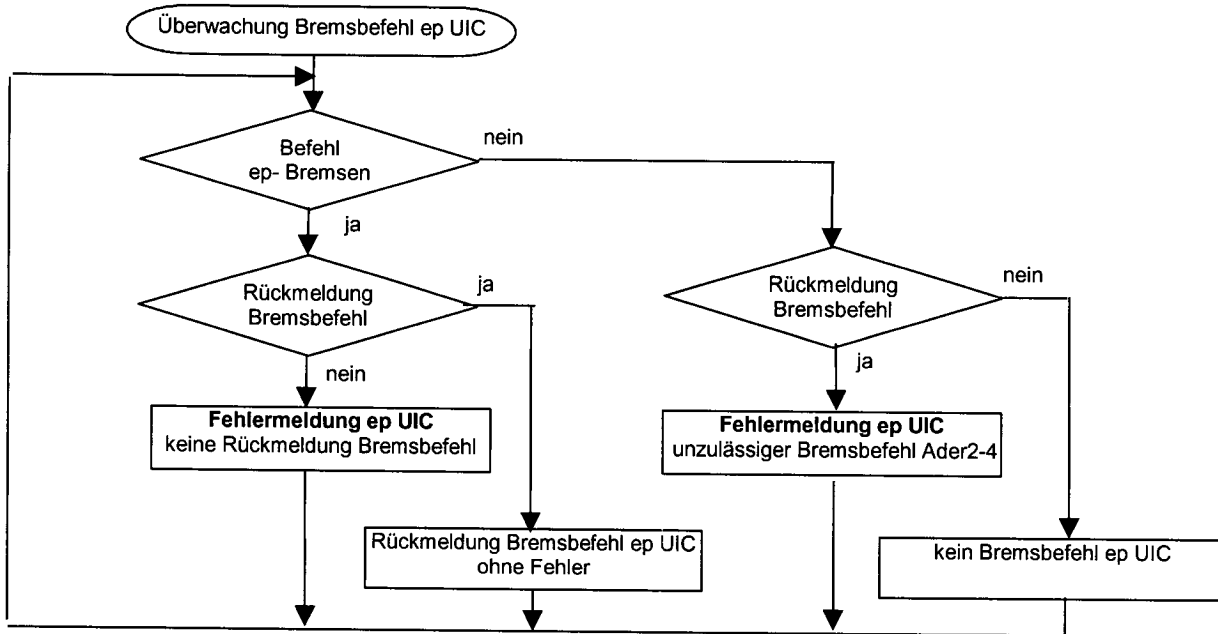 Überwachung Bremsbefehl ep UIC
Befehl
ep- Bremsen
nein
ja
Rückmeldung
Bremsbefehl
ja
nein
Rückmeldung
Bremsbefehl
nein
ja
Fehlermeldung ep UIC
keine Rückmeldung Bremsbefehl
Fehlermeldung ep UIC
unzulässiger Bremsbefehl Ader2-4
Rückmeldung Bremsbefehl ep UIC
ohne Fehler
kein Bremsbefehl ep UIC